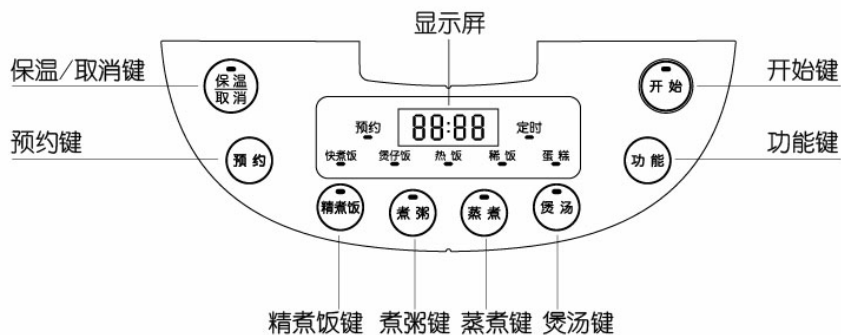 显示屏
保温/取消键
保温
取消
开始
开始键
预约
88:88
定时
预约键
预约
快煮饭 煲仔饭 热饭 稀饭 蛋糕
功能
功能键
精煮饭 煮粥 蒸煮 煲汤
精煮饭键 煮粥键 蒸煮键 煲汤键